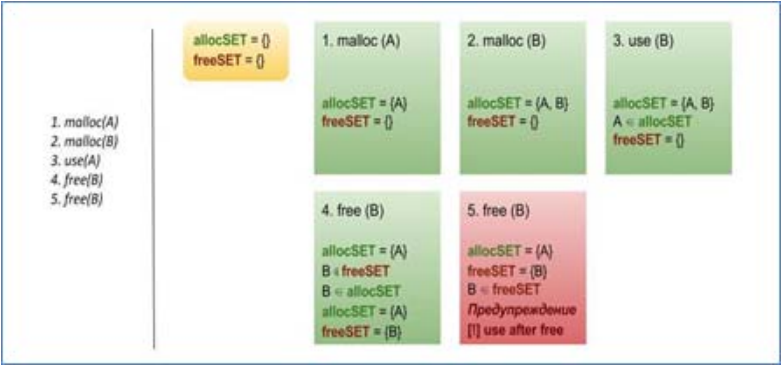 1. malloc(A)
2. malloc(B)
3. use(A)
4. free(B)
5. free(B)
allocSET = {}
freeSET = {}
1. malloc (A)
allocSET = {A}
freeSET = {}
2. malloc (B)
allocSET = {A, B}
freeSET = {}
3. use (B)
allocSET = {A, B}
A ∈ allocSET
freeSET = {}
4. free (B)
allocSET = {A}
B ∉ freeSET
B ∈ allocSET
allocSET = {A}
freeSET = {B}
5. free (B)
allocSET = {A}
freeSET = {B}
B ∈ freeSET
Предупреждение
[!] use after free